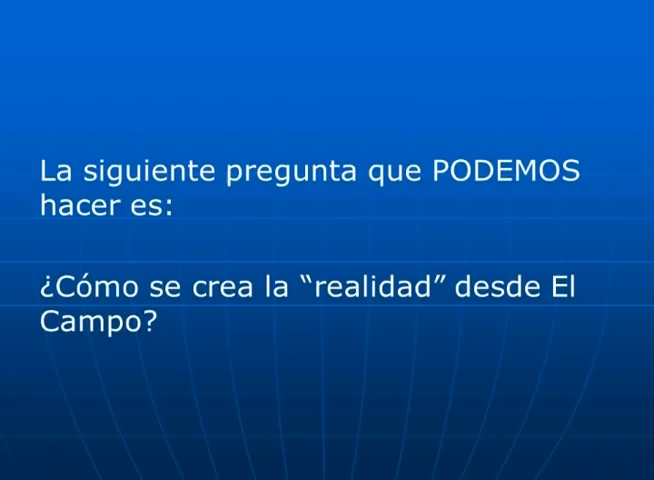 La siguiente pregunta que PODEMOS
hacer es:
¿Cómo se crea la “realidad” desde El
Campo?